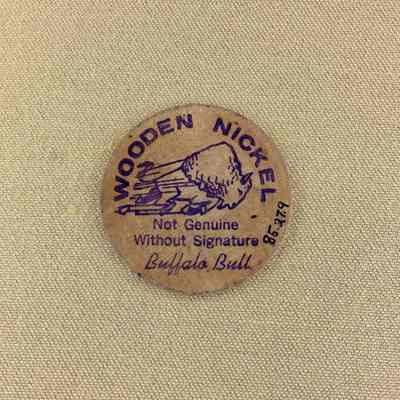 WOODEN NICKEL
Not Genuine
Without Signature
Buffalo Bull
85.279